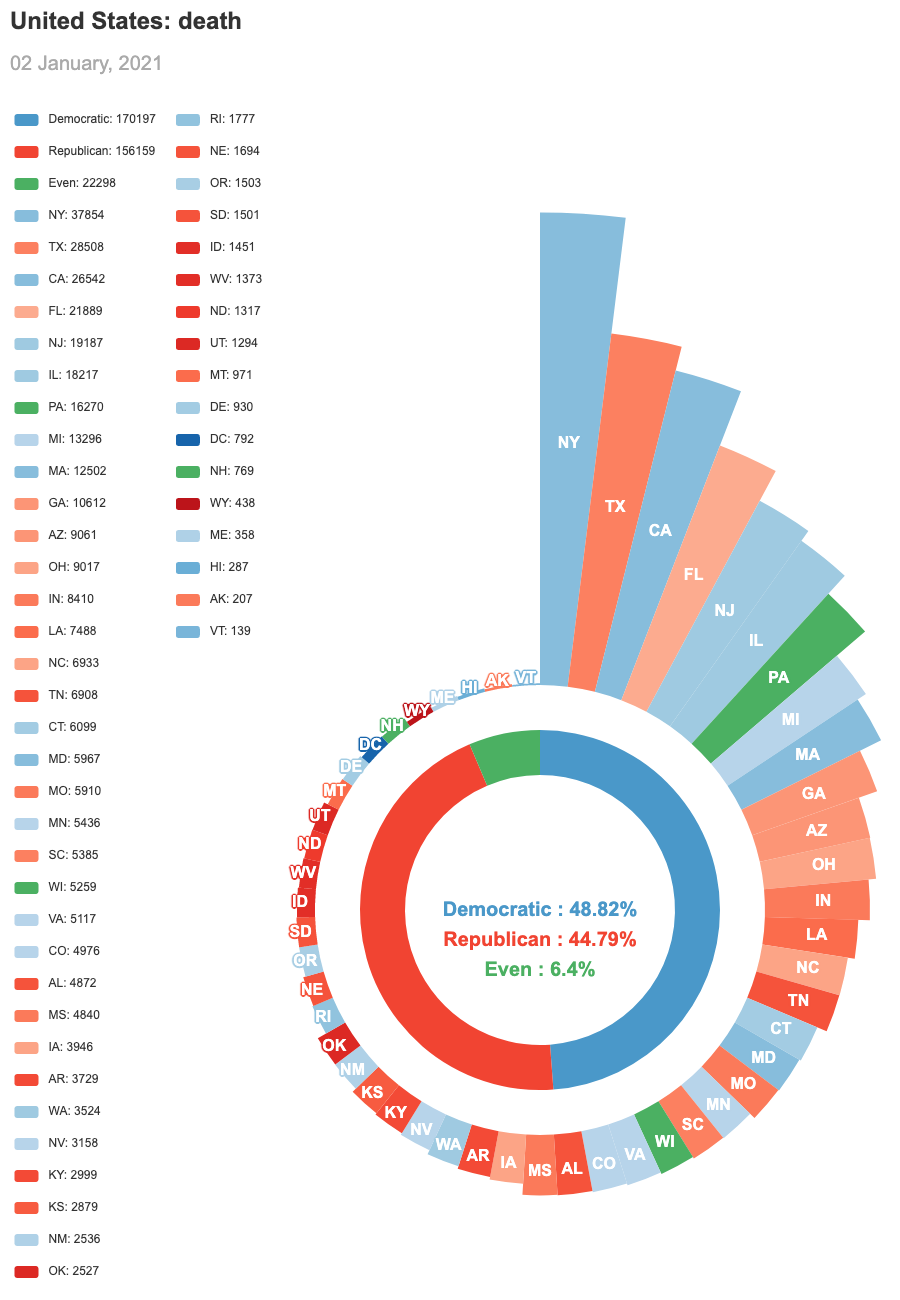 United States: death
02 January, 2021
Democratic: 170197
Republican: 156159
Even: 22298
NY: 37854
TX: 28508
CA: 26542
FL: 21889
NJ: 19187
IL: 18217
PA: 16270
MI: 13296
MA: 12502
GA: 10612
AZ: 9061
OH: 9017
IN: 8410
LA: 7488
NC: 6933
TN: 6908
CT: 6099
MD: 5967
MO: 5910
MN: 5436
SC: 5385
WI: 5259
VA: 5117
CO: 4976
AL: 4872
MS: 4840
IA: 3946
AR: 3729
WA: 3524
NV: 3158
KY: 2999
KS: 2879
NM: 2536
OK: 2527
RI: 1777
NE: 1694
OR: 1503
SD: 1501
ID: 1451
WV: 1373
ND: 1317
UT: 1294
MT: 971
DE: 930
DC: 792
NH: 769
WY: 438
ME: 358
HI: 287
AK: 207
VT: 139
NY
TX
CA
FL
NJ
IL
PA
MI
MA
GA
AZ
OH
IN
LA
NC
TN
CT
MD
MO
MN
SC
WI
VA
CO
AL
MS
IA
AR
WA
NV
KY
KS
NM
OK
RI
NE
OR
SD
ID
WV
ND
UT
MT
DE
DC
NH
WY
ME
HI
AK
VT
Democratic : 48.82%
Republican : 44.79%
Even : 6.4%